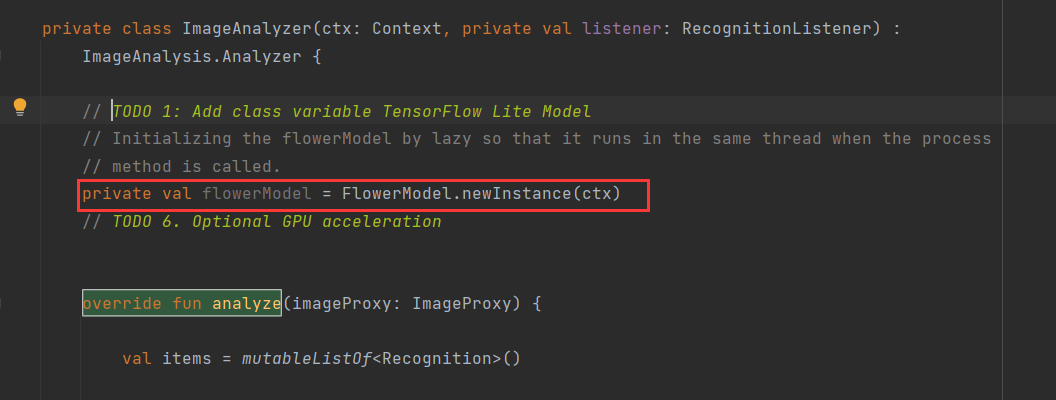 private class ImageAnalyzer(ctx: Context, private val listener: RecognitionListener) :
ImageAnalysis.Analyzer {
// TODO 1: Add class variable TensorFlow Lite Model
// Initializing the flowerModel by lazy so that it runs in the same thread when the process
// method is called.
private val flowerModel = FlowerModel.newInstance(ctx)
// TODO 6. Optional GPU acceleration
override fun analyze(imageProxy: ImageProxy) {
val items = mutableListOf<Recognition>()